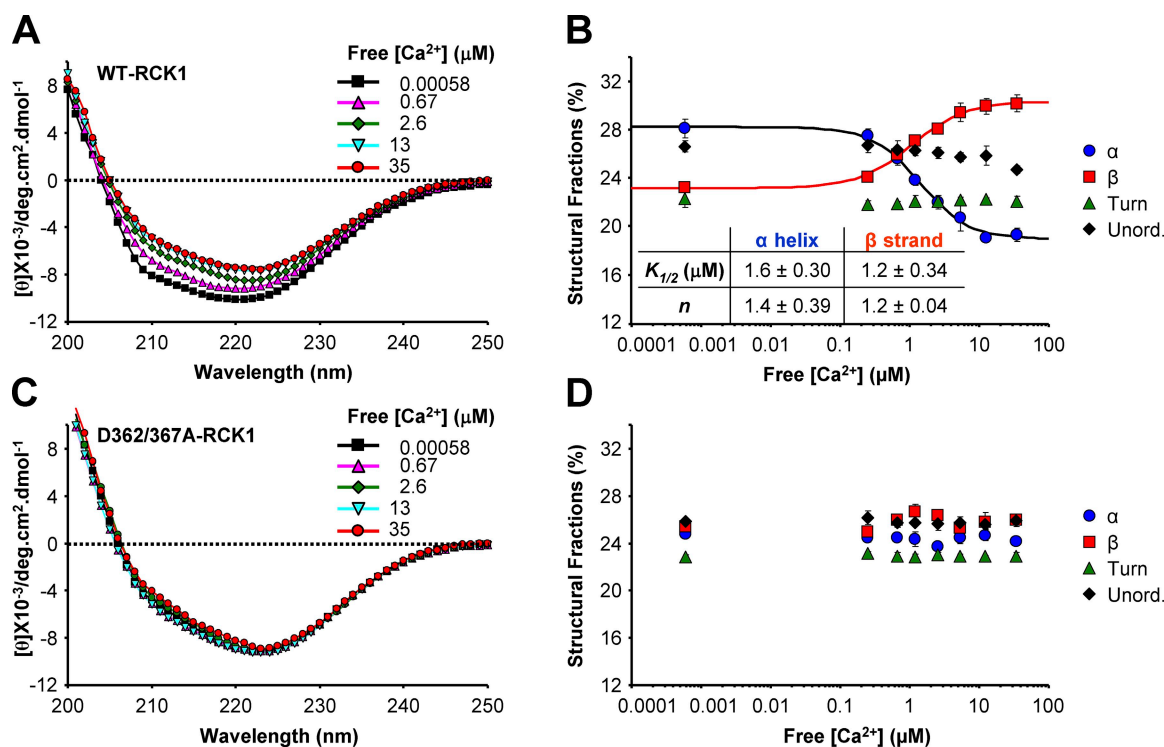 A
WT-RCK1
Free [Ca²⁺] (µM)
0.00058
0.67
2.6
13
35
[θ]X10⁻³/deg.cm².dmol⁻¹
8
4
0
-4
-8
-12
200 210 220 230 240 250
Wavelength (nm)
B
Structural Fractions (%)
32
28
24
20
16
12
α helix β strand
K1/2 (µM) 1.6 ± 0.30 1.2 ± 0.34
n 1.4 ± 0.39 1.2 ± 0.04
0.0001 0.001 0.01 0.1 1 10 100
Free [Ca²⁺] (µM)
α
β
Turn
Unord.
C
D362/367A-RCK1
Free [Ca²⁺] (µM)
0.00058
0.67
2.6
13
35
[θ]X10⁻³/deg.cm².dmol⁻¹
8
4
0
-4
-8
-12
200 210 220 230 240 250
Wavelength (nm)
D
Structural Fractions (%)
32
28
24
20
16
12
0.0001 0.001 0.01 0.1 1 10 100
Free [Ca²⁺] (µM)
α
β
Turn
Unord.